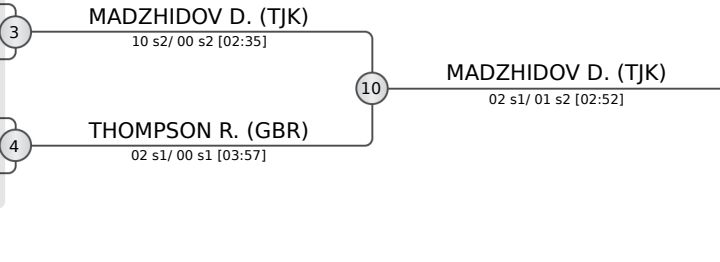 3
MADZHIDOV D. (TJK)
10 s2/ 00 s2 [02:35]
10
MADZHIDOV D. (TJK)
02 s1/ 01 s2 [02:52]
4
THOMPSON R. (GBR)
02 s1/ 00 s1 [03:57]